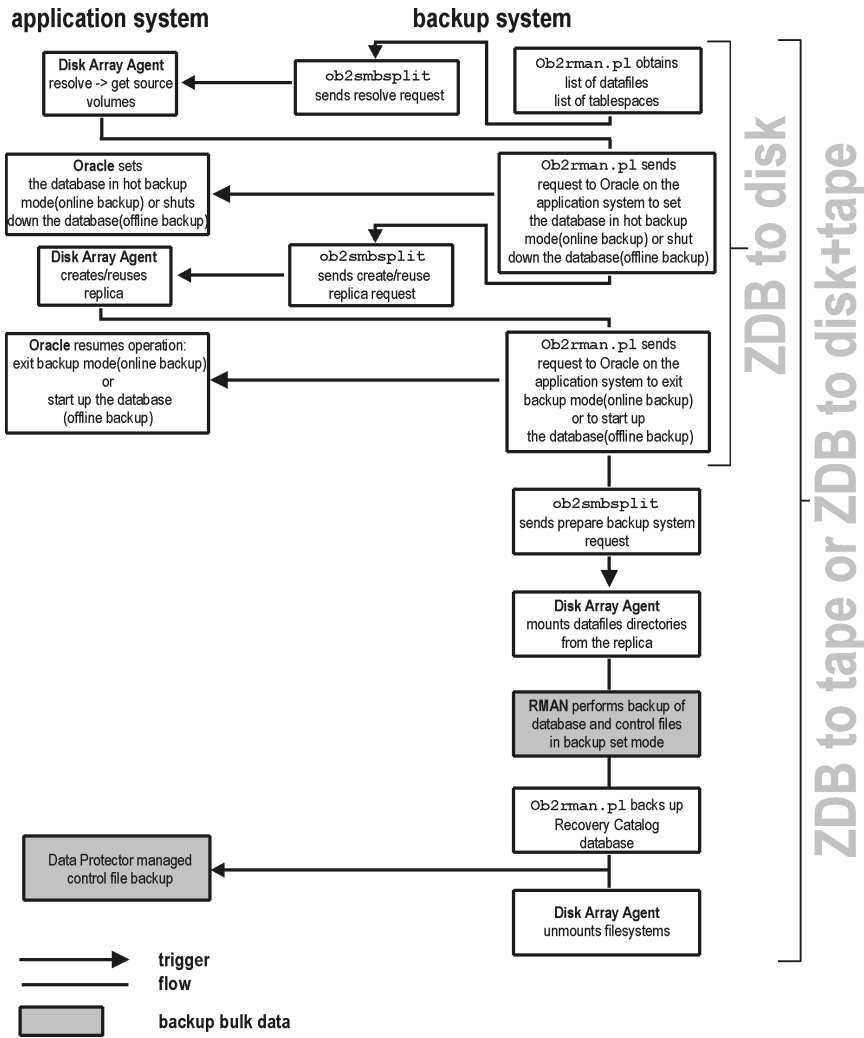 application system
backup system
Disk Array Agent
resolve -> get source
volumes
ob2smbsplit
sends resolve request
Ob2rman.pl obtains
list of datafiles
list of tablespaces
Oracle sets
the database in hot backup
mode(online backup) or shuts
down the database(offline backup)
Ob2rman.pl sends
request to Oracle on the
application system to set
the database in hot backup
mode(online backup) or shut
down the database(offline backup)
Disk Array Agent
creates/reuses
replica
ob2smbsplit
sends create/reuse
replica request
Oracle resumes operation:
exit backup mode(online backup)
or
start up the database
(offline backup)
Ob2rman.pl sends
request to Oracle on the
application system to exit
backup mode(online backup)
or to start up
the database(offline backup)
ob2smbsplit
sends prepare backup system
request
Disk Array Agent
mounts datafiles directories
from the replica
RMAN performs backup of
database and control files
in backup set mode
Ob2rman.pl backs up
Recovery Catalog
database
Data Protector managed
control file backup
Disk Array Agent
unmounts filesystems
ZDB to disk
ZDB to tape or ZDB to disk+tape
trigger
flow
backup bulk data